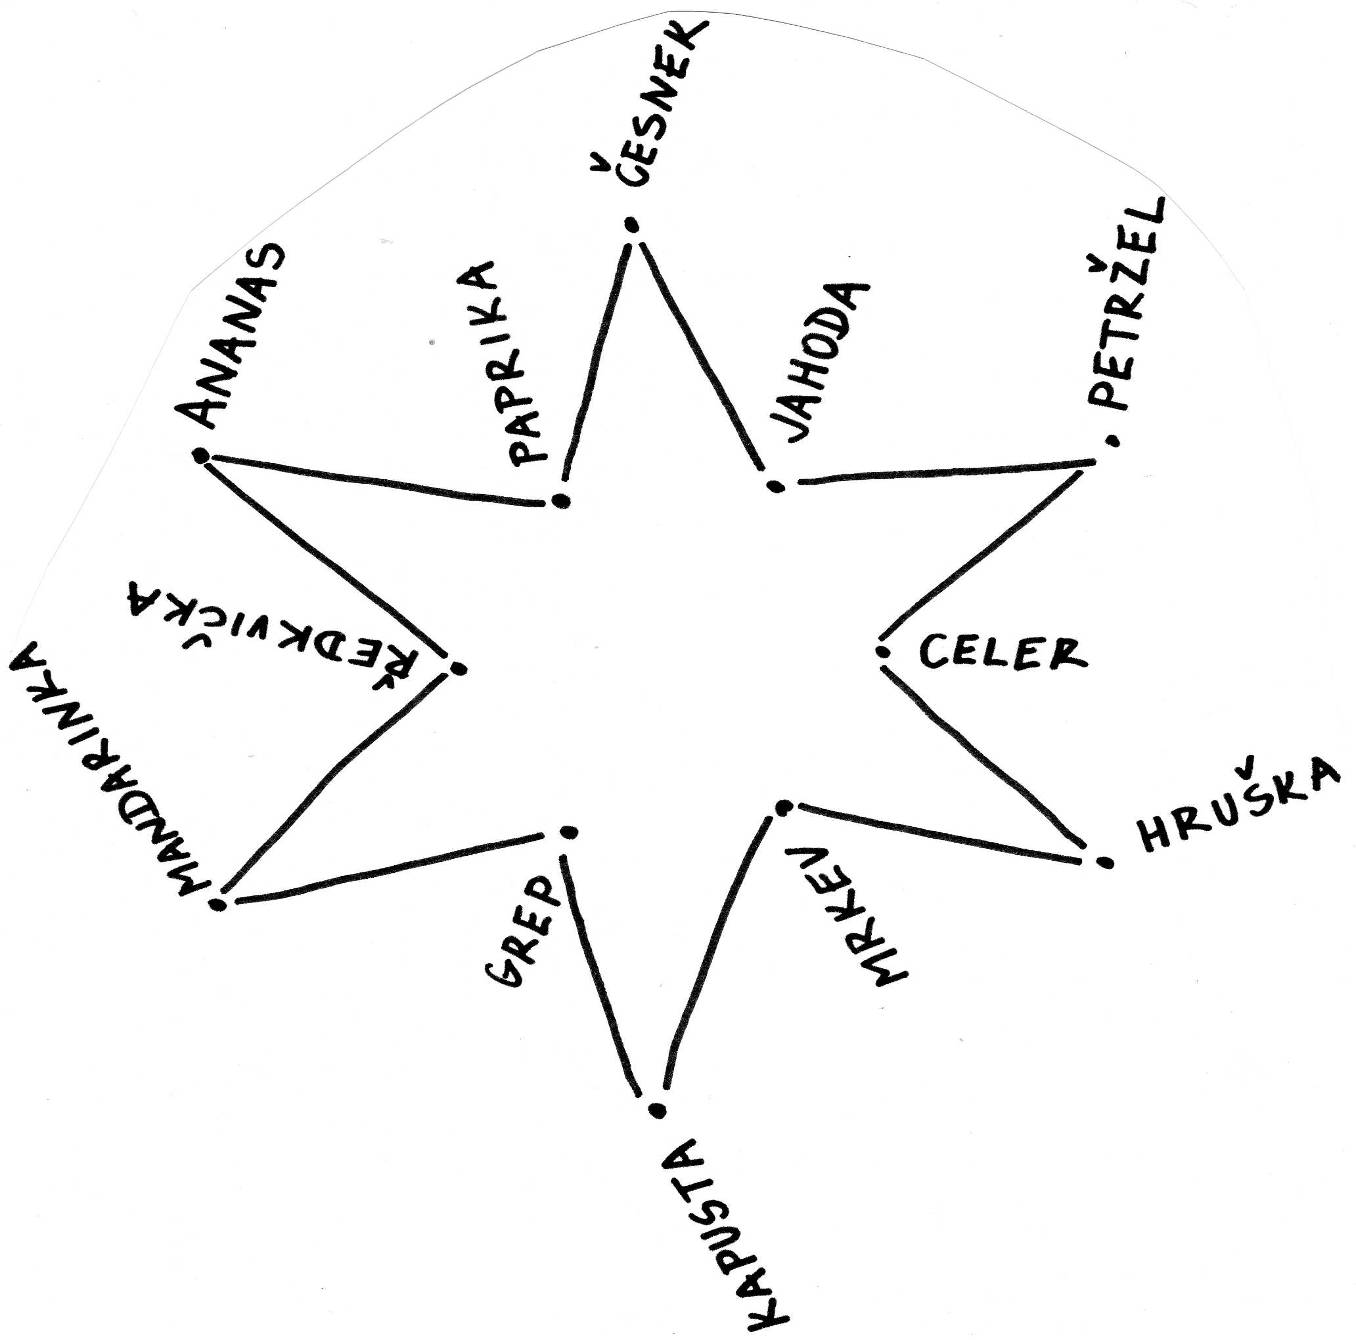 ČESNEK
JAHODA
PETRŽEL
CELER
HRUŠKA
MRKEV
KAPUSTA
GREP
MANDARINKA
ŘEDKVIČKA
ANANAS
PAPRIKA